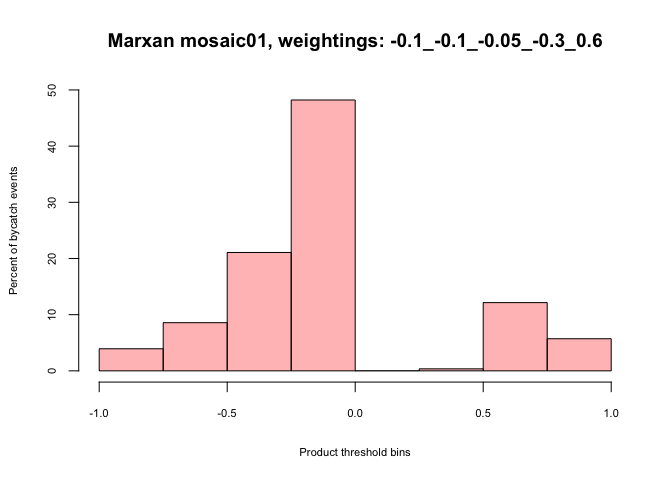 Marxan mosaic01, weightings: -0.1_-0.1_-0.05_-0.3_0.6
Percent of bycatch events
50
40
30
20
10
0
-1.0 -0.5 0.0 0.5 1.0
Product threshold bins